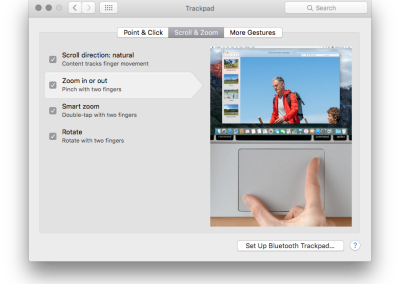 Trackpad
Search
Point & Click
Scroll & Zoom
More Gestures
Scroll direction: natural
Content tracks finger movement
Zoom in or out
Pinch with two fingers
Smart zoom
Double-tap with two fingers
Rotate
Rotate with two fingers
Set Up Bluetooth Trackpad...
?